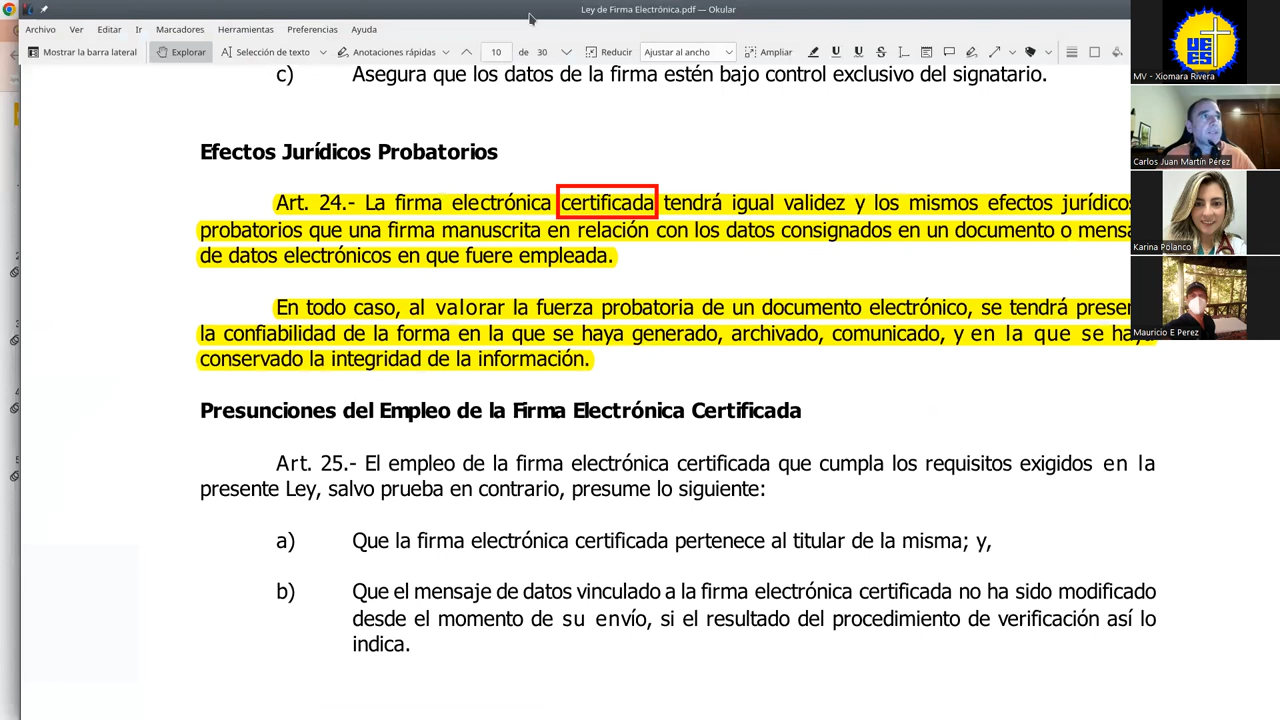 Ley de Firma Electrónica.pdf — Okular
Archivo Ver Editar Ir Marcadores Herramientas Preferencias Ayuda
Mostrar la barra lateral Explorar Selección de texto Anotaciones rápidas 10 de 30 Reducir Ajustar al ancho Ampliar
UE
ES
MV - Xiomara Rivera
Carlos Juan Martín Pérez
Karina Polanco
Mauricio E Perez
c) Asegura que los datos de la firma estén bajo control exclusivo del signatario.
Efectos Jurídicos Probatorios
Art. 24.- La firma electrónica certificada tendrá igual validez y los mismos efectos jurídicos
probatorios que una firma manuscrita en relación con los datos consignados en un documento o mensa
de datos electrónicos en que fuere empleada.
En todo caso, al valorar la fuerza probatoria de un documento electrónico, se tendrá presen
la confiabilidad de la forma en la que se haya generado, archivado, comunicado, y en la que se haya
conservado la integridad de la información.
Presunciones del Empleo de la Firma Electrónica Certificada
Art. 25.- El empleo de la firma electrónica certificada que cumpla los requisitos exigidos en la
presente Ley, salvo prueba en contrario, presume lo siguiente:
a) Que la firma electrónica certificada pertenece al titular de la misma; y,
b) Que el mensaje de datos vinculado a la firma electrónica certificada no ha sido modificado
desde el momento de su envío, si el resultado del procedimiento de verificación así lo
indica.